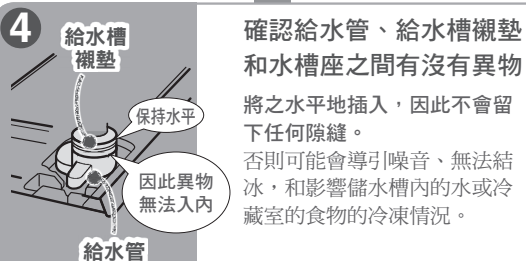 4
給水槽
襯墊
保持水平
因此異物
無法入內
給水管
確認給水管、給水槽襯墊
和水槽座之間有沒有異物
將之水平地插入，因此不會留
下任何隙縫。
否則可能會導引噪音、無法結
冰，和影響儲水槽內的水或冷
藏室的食物的冷凍情況。